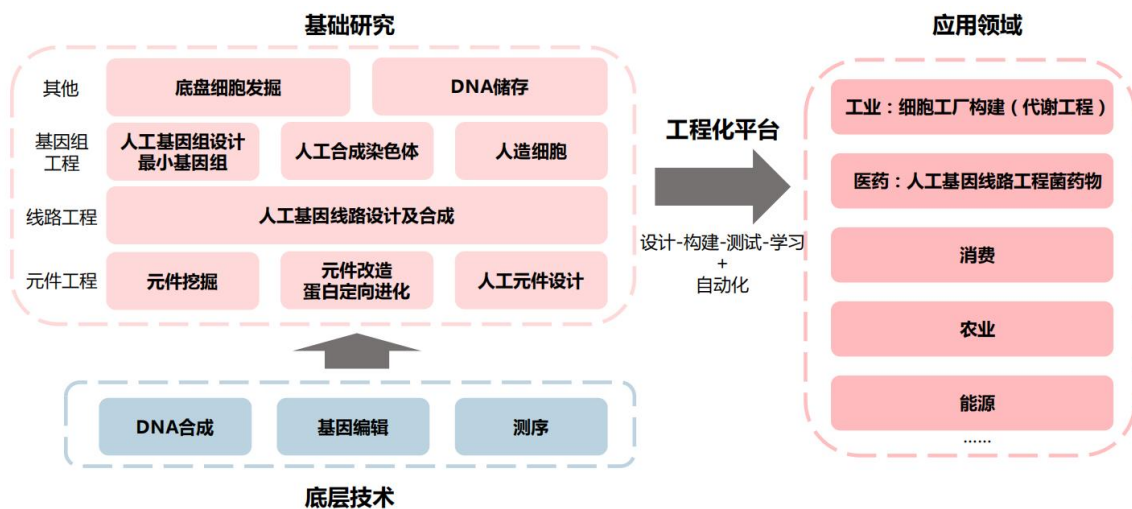 基础研究
其他
底盘细胞发掘
DNA储存
基因组
工程
人工基因组设计
最小基因组
人工合成染色体
人造细胞
线路工程
人工基因线路设计及合成
元件工程
元件挖掘
元件改造
蛋白定向进化
人工元件设计
DNA合成
基因编辑
测序
底层技术
工程化平台
设计-构建-测试-学习
+
自动化
应用领域
工业：细胞工厂构建（代谢工程）
医药：人工基因线路工程菌药物
消费
农业
能源
......